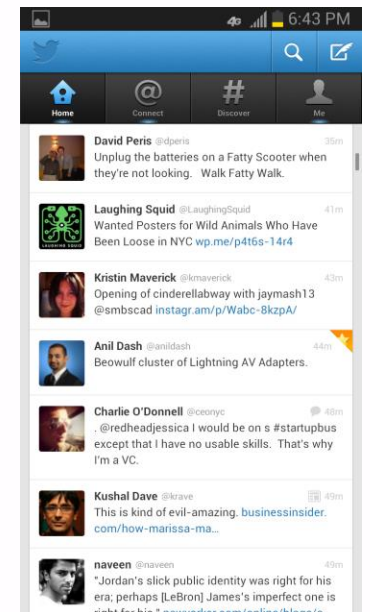 4G 6:43 PM
@ #
Home Connect Discover Me
David Peris @dperis 35m
Unplug the batteries on a Fatty Scooter when
they're not looking. Walk Fatty Walk.
LAUGHING SQUID
Laughing Squid @LaughingSquid 41m
Wanted Posters for Wild Animals Who Have
Been Loose in NYC wp.me/p4t6s-14r4
Kristin Maverick @kmaverick 43m
Opening of cinderellabway with jaymash13
@smbscad instagr.am/p/Wabc-8kzpA/
Anil Dash @anildash 44m
Beowulf cluster of Lightning AV Adapters.
Charlie O'Donnell @ceonyc 48m
. @redheadjessica I would be on s #startupbus
except that I have no usable skills. That's why
I'm a VC.
Kushal Dave @krave 49m
This is kind of evil-amazing. businessinsider.
com/how-marissa-ma...
naveen @naveen 49m
"Jordan's slick public identity was right for his
era; perhaps [LeBron] James's imperfect one is
right for his."